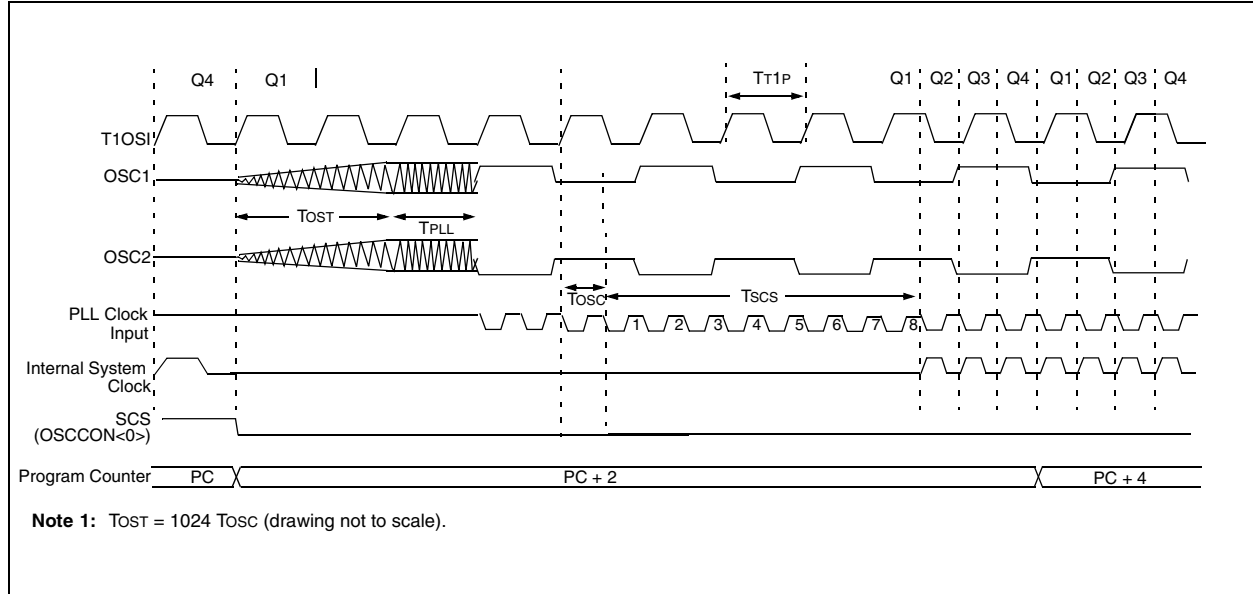 Q4 Q1 TT1P Q1 Q2 Q3 Q4 Q1 Q2 Q3 Q4
T1OSI
OSC1
TOST TPLL
OSC2
TOSC TSCS
PLL Clock
Input
1 2 3 4 5 6 7 8
Internal System
Clock
SCS
(OSCCON<0>)
Program Counter PC PC + 2 PC + 4
Note 1: TOST = 1024 TOSC (drawing not to scale).